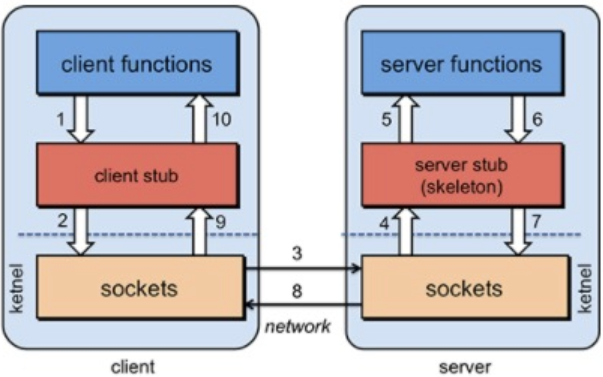 client functions
server functions
1
10
5
6
client stub
server stub
(skeleton)
2
9
4
7
3
ketnel
sockets
sockets
ketnel
8
network
client
server